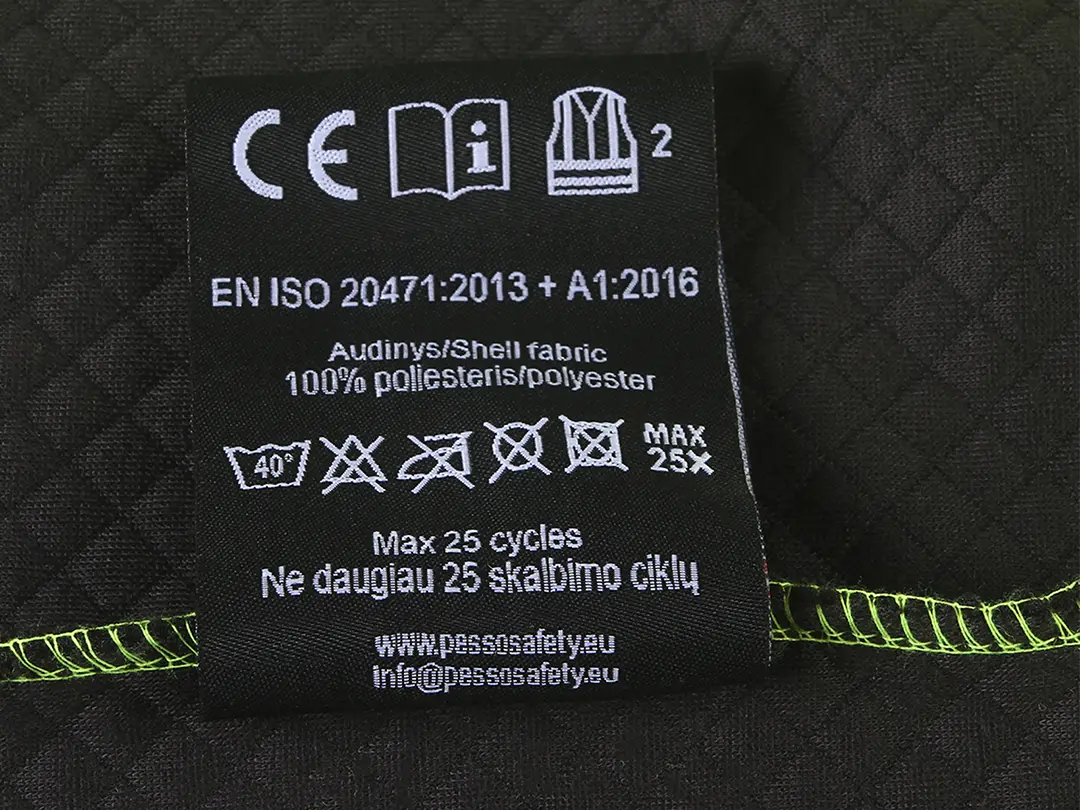 CE i 2
EN ISO 20471:2013 + A1:2016
Audinys/Shell fabric
100% poliesteris/polyester
40° MAX
25X
Max 25 cycles
Ne daugiau 25 skalbimo ciklų
www.pessosafety.eu
info@pessosafety.eu